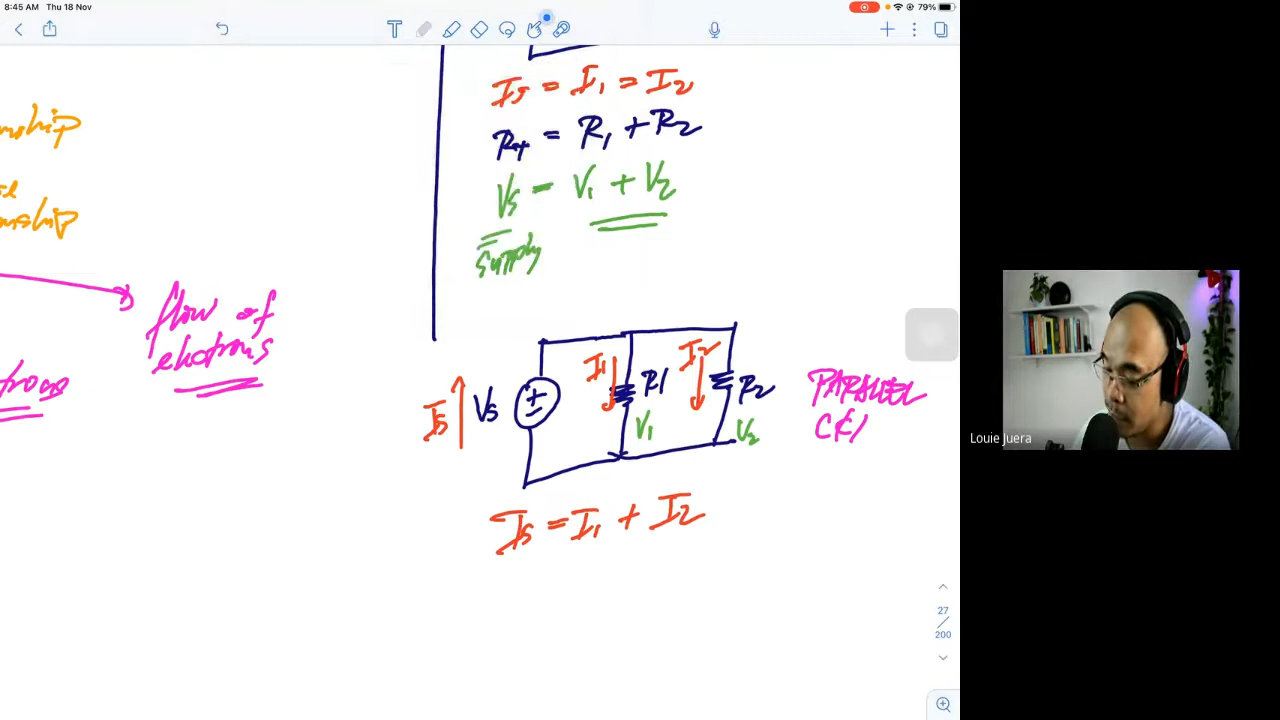 8:45 AM Thu 18 Nov
79%
Is = I1 = I2
RT = R1 + R2
Vs = V1 + V2
Supply
flow of
electrons
Is
Vs
I1
R1
V1
I2
R2
V2
PARALLEL
CKT
Is = I1 + I2
Louie Juera
27
200